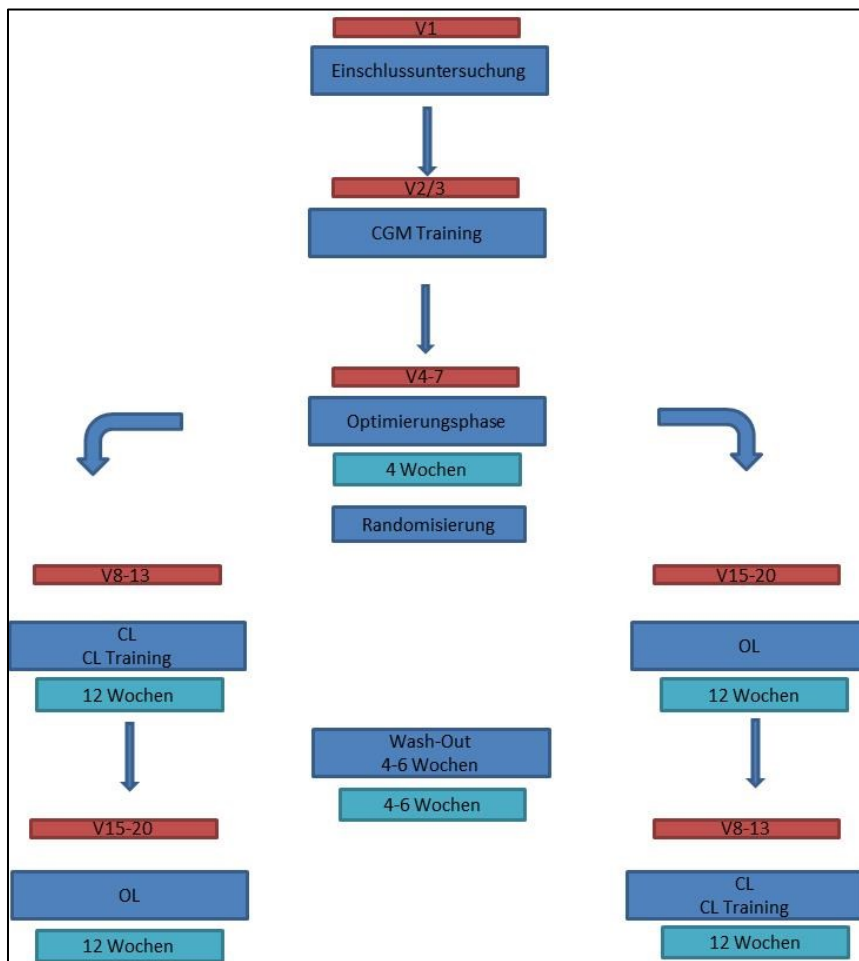 V1
Einschlussuntersuchung
V2/3
CGM Training
V4-7
Optimierungsphase
4 Wochen
Randomisierung
V8-13
CL
CL Training
12 Wochen
V15-20
OL
12 Wochen
Wash-Out
4-6 Wochen
4-6 Wochen
V15-20
OL
12 Wochen
V8-13
CL
CL Training
12 Wochen